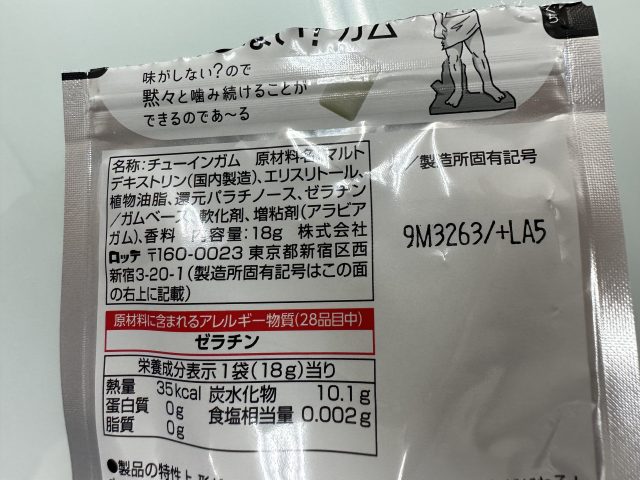 い?ガム
味がしない?ので
黙々と噛み続けることが
できるのであ〜る
名称:チューインガム 原材料名:マルト
デキストリン(国内製造)、エリスリトール、
植物油脂、還元パラチノース、ゼラチン
/ガムベース、軟化剤、増粘剤(アラビア
ガム)、香料 内容量:18g 株式会社
ロッテ 〒160-0023 東京都新宿区西
新宿3-20-1(製造所固有記号はこの面
の右上に記載)
/製造所固有記号
9M3263/+LA5
原材料に含まれるアレルギー物質(28品目中)
ゼラチン
栄養成分表示1袋(18g)当り
熱量 35kcal 炭水化物 10.1g
蛋白質 0g 食塩相当量 0.002g
脂質 0g
●製品の特性上